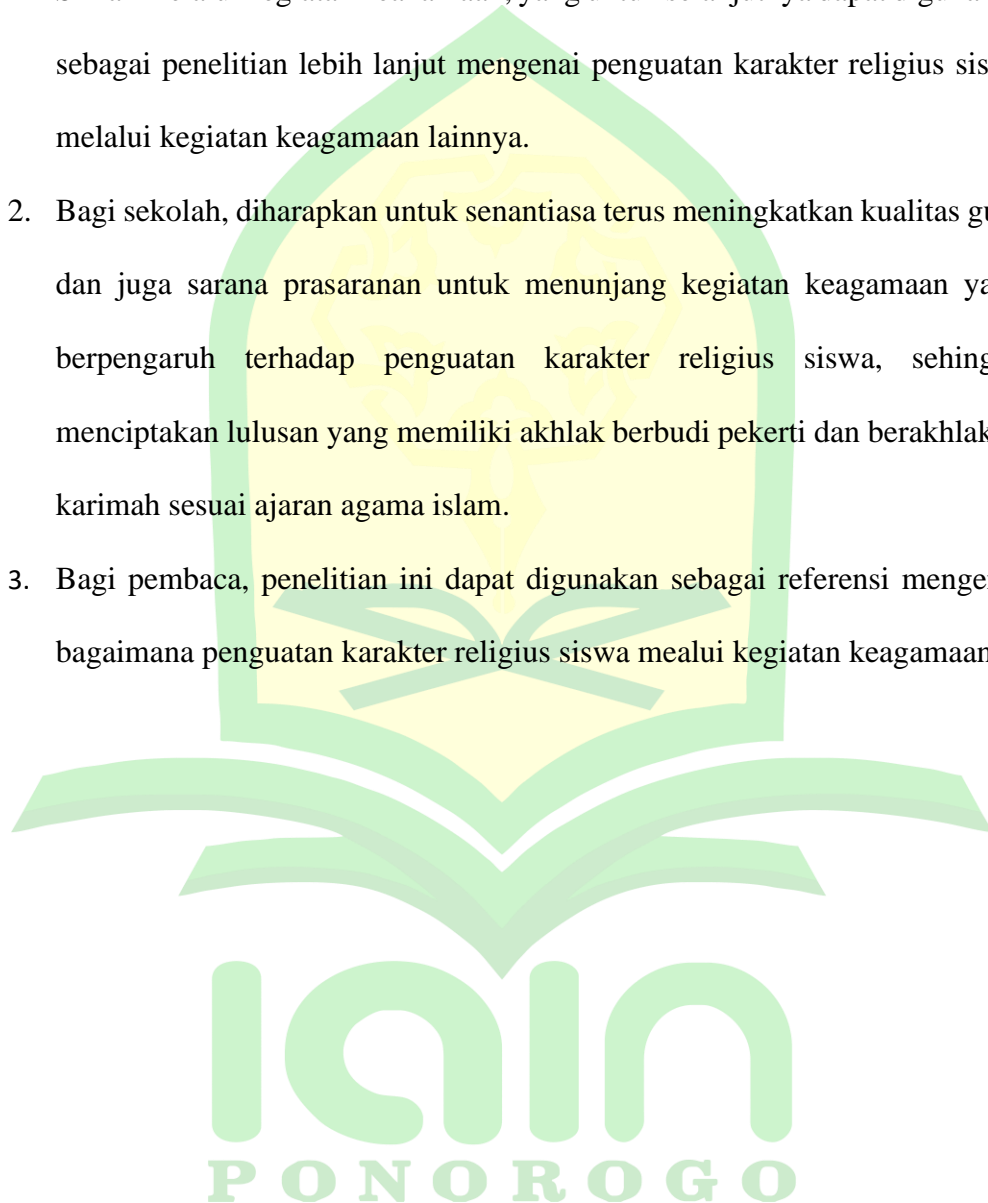 sebagai penelitian lebih lanjut mengenai penguatan karakter religius sis
melalui kegiatan keagamaan lainnya.
2. Bagi sekolah, diharapkan untuk senantiasa terus meningkatkan kualitas gu
dan juga sarana prasaranan untuk menunjang kegiatan keagamaan ya
berpengaruh terhadap penguatan karakter religius siswa, sehing
menciptakan lulusan yang memiliki akhlak berbudi pekerti dan berakhlak
karimah sesuai ajaran agama islam.
3. Bagi pembaca, penelitian ini dapat digunakan sebagai referensi menge
bagaimana penguatan karakter religius siswa mealui kegiatan keagamaan
iain
PONOROGO